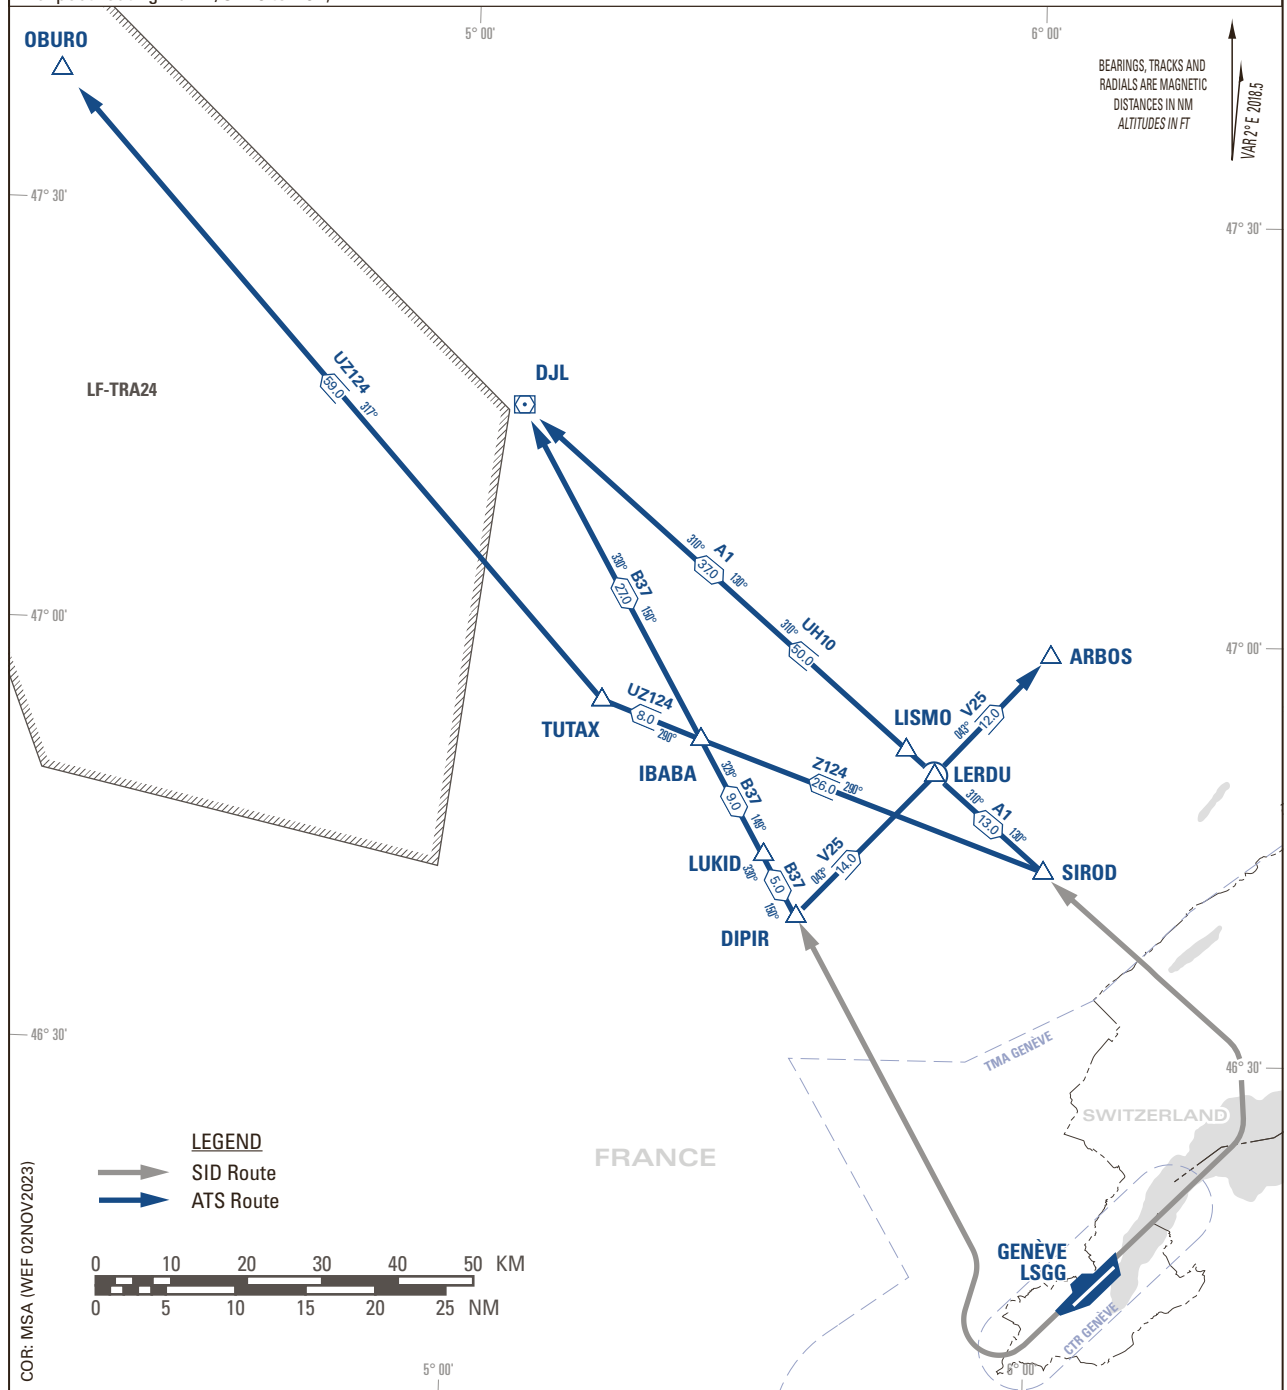 OBURO
5° 00'
6° 00'
BEARINGS, TRACKS AND
RADIALS ARE MAGNETIC
DISTANCES IN NM
ALTITUDES IN FT
VAR 2° E 2018.5
47° 30'
47° 30'
UZ124
59.0
317°
LF-TRA24
DJL
310°
A1
37.0
130°
330°
B37
27.0
150°
310°
UH10
50.0
47° 00'
47° 00'
ARBOS
V25
043°
12.0
LISMO
UZ124
8.0
290°
TUTAX
IBABA
Z124
26.0
290°
LERDU
329°
B37
9.0
149°
310°
A1
13.0
130°
V25
043°
14.0
LUKID
330°
B37
5.0
150°
SIROD
DIPIR
46° 30'
TMA GENÈVE
46° 30'
SWITZERLAND
FRANCE
LEGEND
SID Route
ATS Route
COR: MSA (WEF 02NOV2023)
GENÈVE
LSGG
CTR GENÈVE
0 10 20 30 40 50 KM
0 5 10 15 20 25 NM
5° 00'
6° 00'